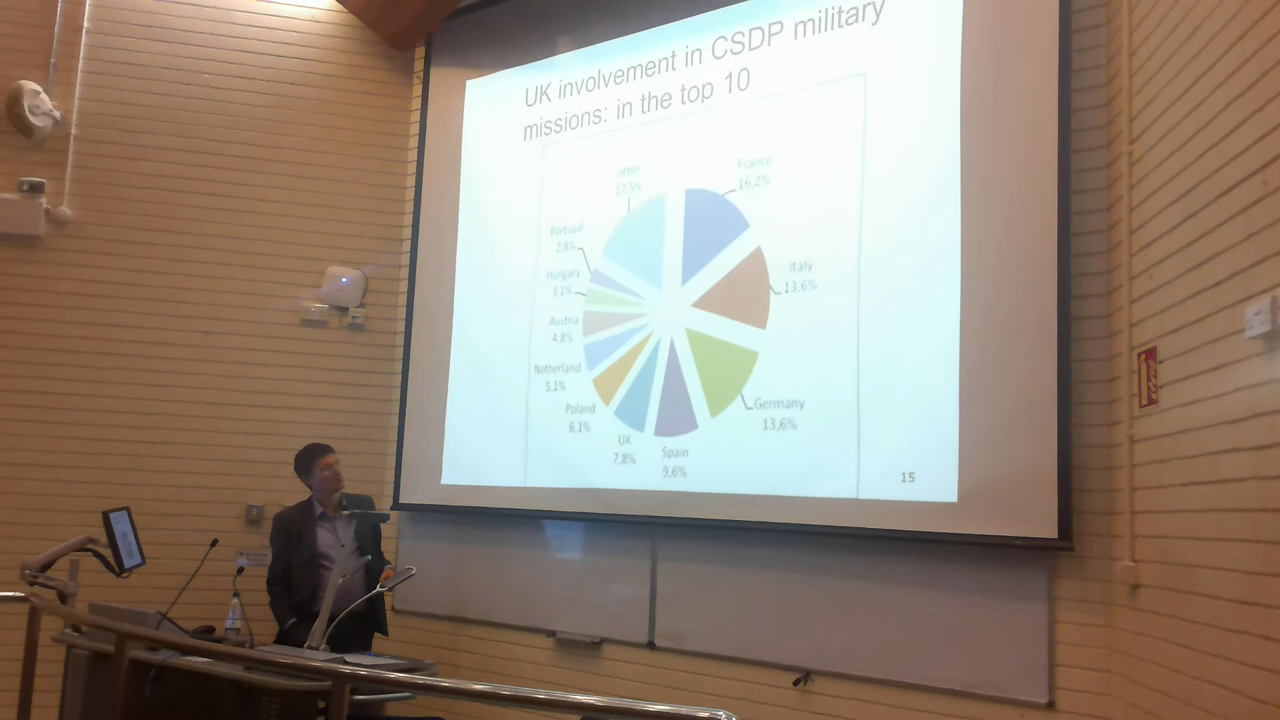 UK involvement in CSDP military
missions: in the top 10
other
17,5%
France
16,2%
Portugal
2,8%
Italy
13,6%
Hungary
3,1%
Austria
4,8%
Netherland
5,1%
Germany
13,6%
Poland
6,1%
UK
7,8%
Spain
9,6%
15